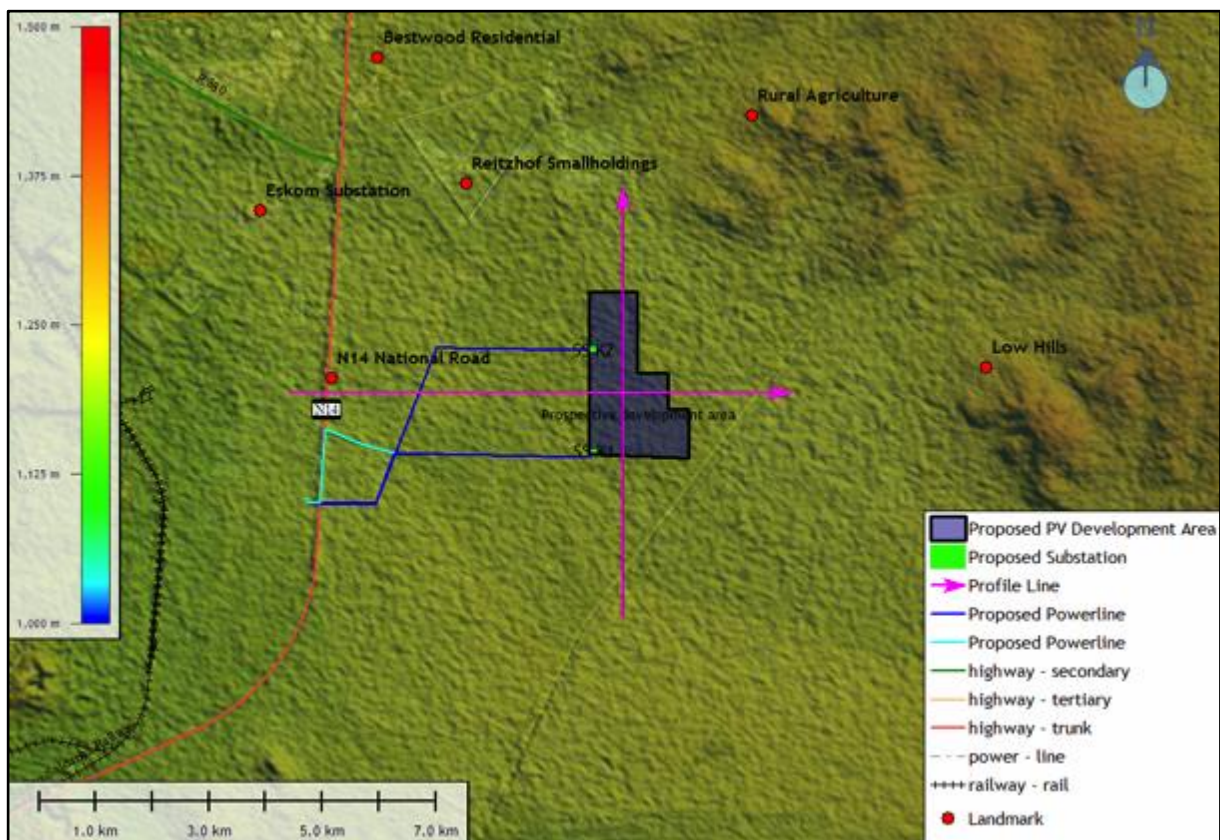 1,500 m
Bestwood Residential
N
R380
Rural Agriculture
1,375 m
Reitzhof Smallholdings
Eskom Substation
1,250 m
Low Hills
N14 National Road
N14
Prospective development area
1,125 m
1,000 m
Proposed PV Development Area
Proposed Substation
Profile Line
Proposed Powerline
Proposed Powerline
highway - secondary
highway - tertiary
highway - trunk
power - line
railway - rail
Landmark
1.0 km
3.0 km
5.0 km
7.0 km